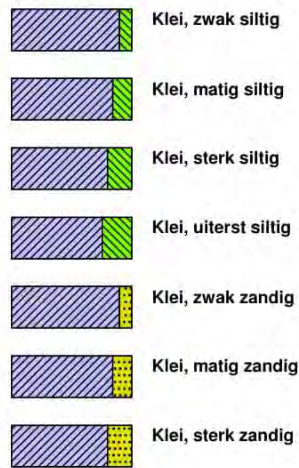 Klei, zwak siltig
Klei, matig siltig
Klei, sterk siltig
Klei, uiterst siltig
Klei, zwak zandig
Klei, matig zandig
Klei, sterk zandig